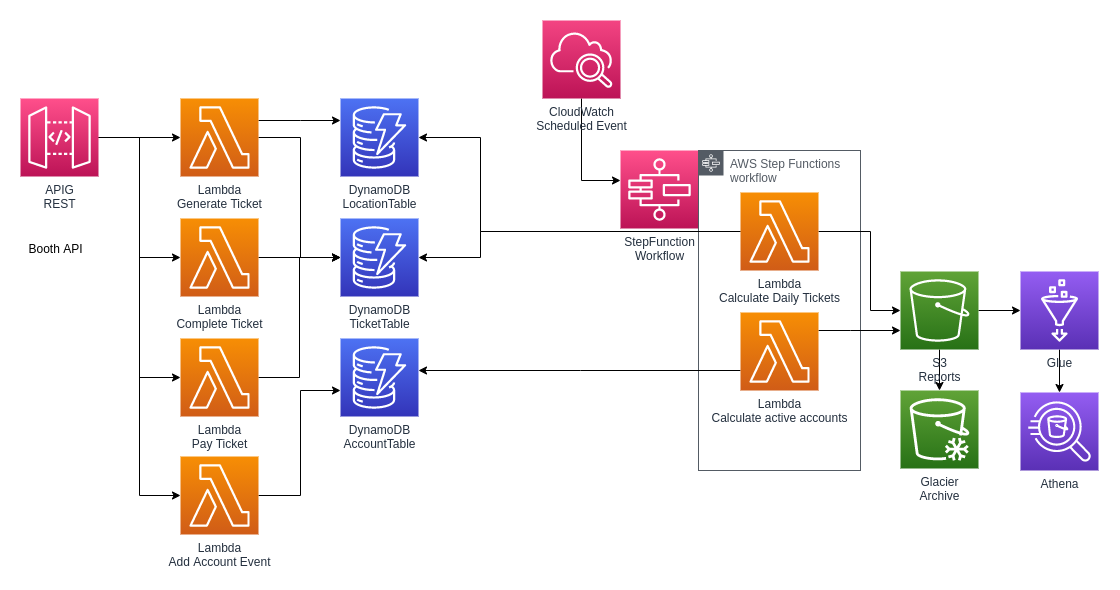 CloudWatch
Scheduled Event
APIG
REST
Booth API
Lambda
Generate Ticket
DynamoDB
LocationTable
AWS Step Functions
workflow
StepFunction
Workflow
Lambda
Complete Ticket
DynamoDB
TicketTable
Lambda
Calculate Daily Tickets
S3
Reports
Glue
Lambda
Pay Ticket
DynamoDB
AccountTable
Lambda
Calculate active accounts
Glacier
Archive
Athena
Lambda
Add Account Event